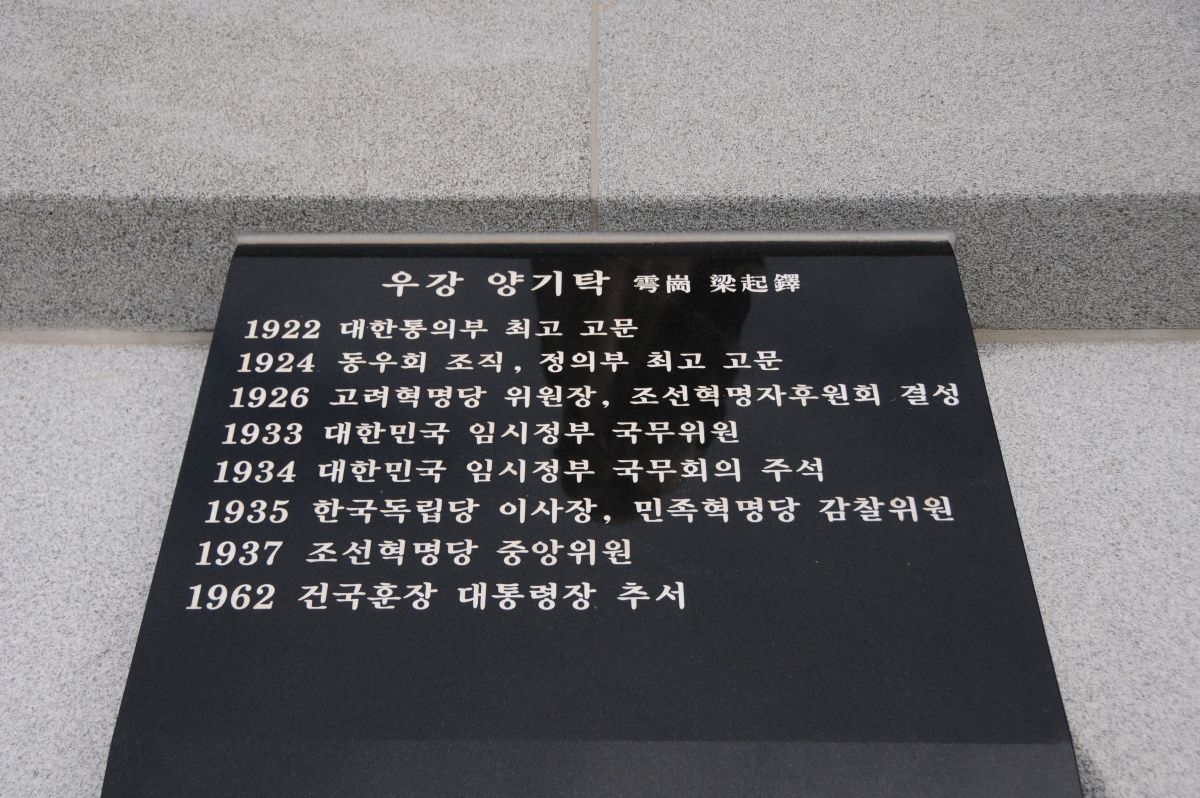 우강 양기탁 雩崗 梁起鐸
1922 대한통의부 최고 고문
1924 동우회 조직, 정의부 최고 고문
1926 고려혁명당 위원장, 조선혁명자후원회 결성
1933 대한민국 임시정부 국무위원
1934 대한민국 임시정부 국무회의 주석
1935 한국독립당 이사장, 민족혁명당 감찰위원
1937 조선혁명당 중앙위원
1962 건국훈장 대통령장 추서